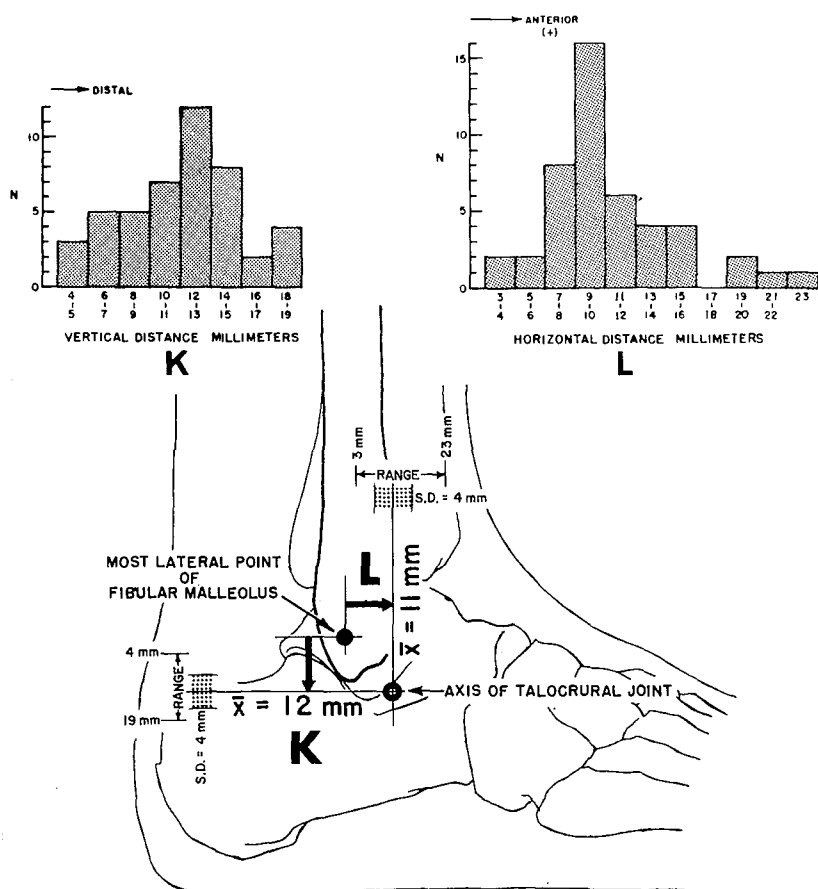 DISTAL
10
5
0
N
4 - 5
6 - 7
8 - 9
10 - 11
12 - 13
14 - 15
16 - 17
18 - 19
VERTICAL DISTANCE MILLIMETERS
K
ANTERIOR
(+)
15
10
5
0
N
3 - 4
5 - 6
7 - 8
9 - 10
11 - 12
13 - 14
15 - 16
17 - 18
19 - 20
21 - 22
23
HORIZONTAL DISTANCE MILLIMETERS
L
3 mm
23 mm
RANGE
S.D. = 4 mm
MOST LATERAL POINT
OF
FIBULAR MALLEOLUS
L
x̄ = 11 mm
4 mm
RANGE
19 mm
S.D. = 4 mm
x̄ = 12 mm
K
AXIS OF TALOCRURAL JOINT